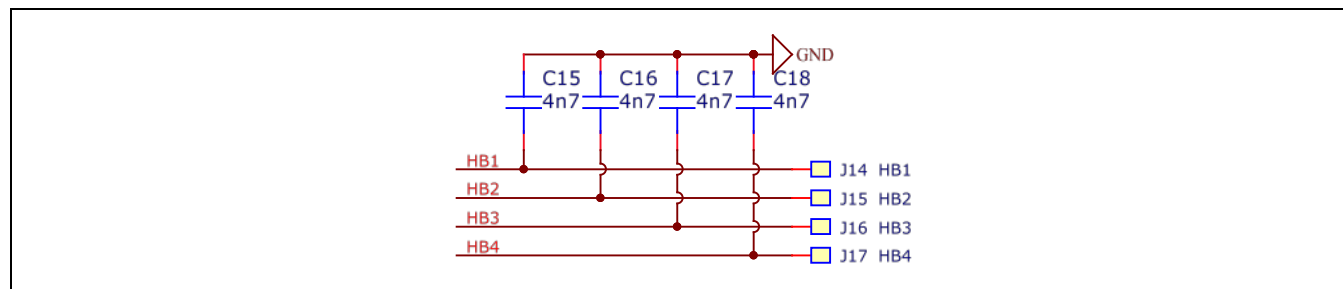 GND
C15 C16 C17 C18
4n7 4n7 4n7 4n7
HB1 J14 HB1
HB2 J15 HB2
HB3 J16 HB3
HB4 J17 HB4